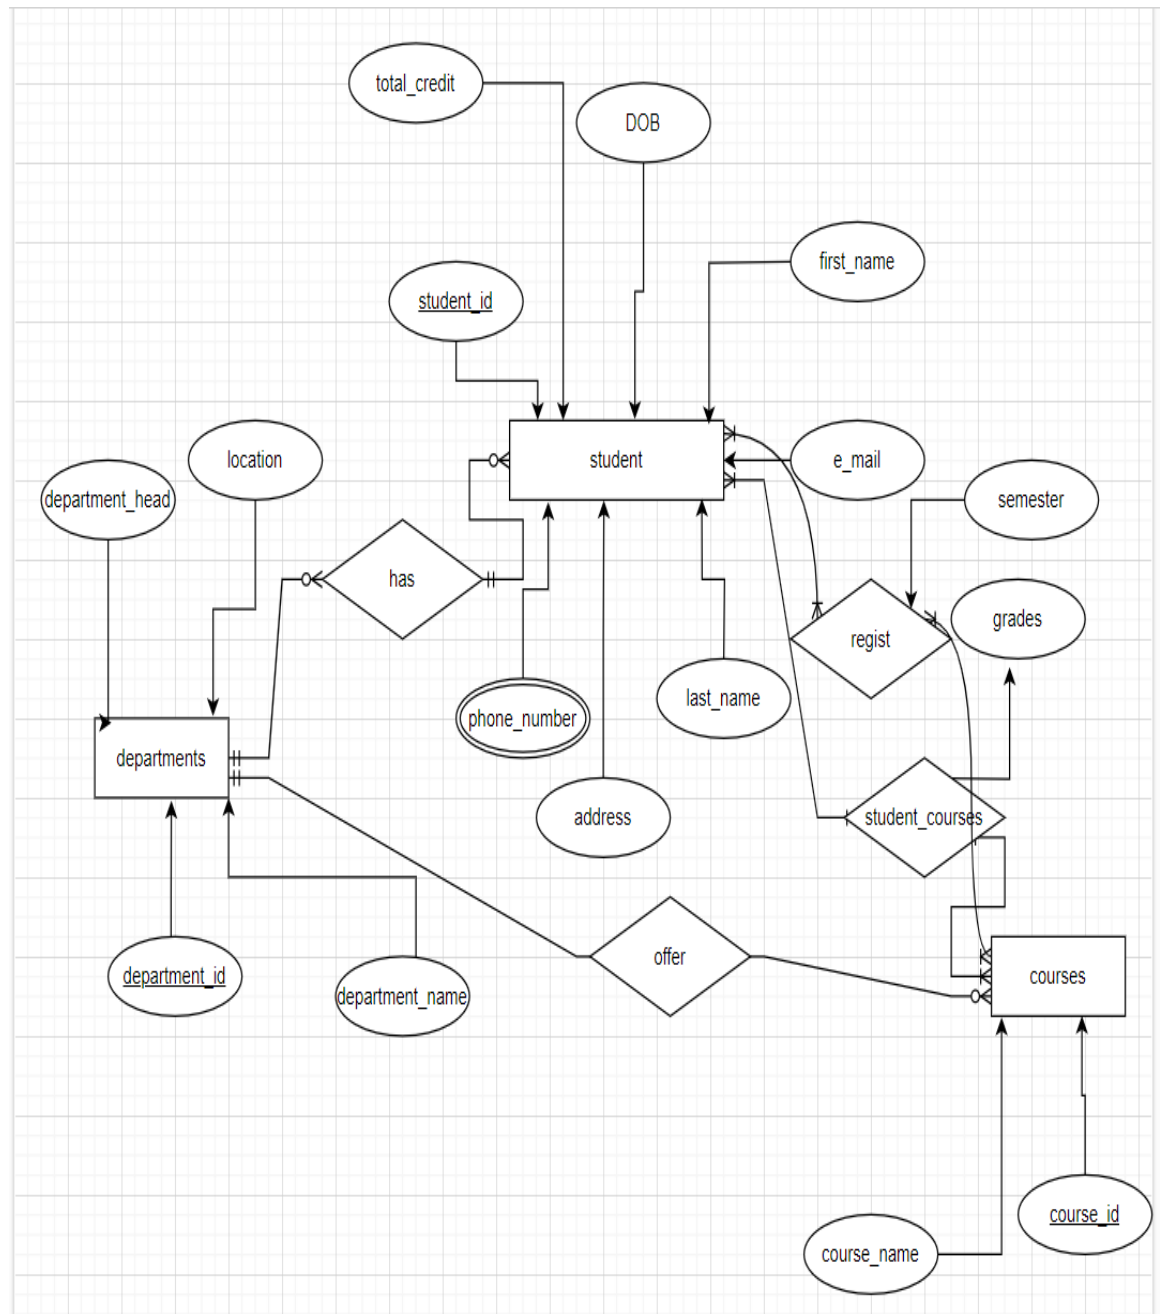 total_credit
DOB
first_name
student_id
location
student
e_mail
department_head
semester
has
grades
regist
last_name
phone_number
departments
address
student_courses
offer
department_id
courses
department_name
course_id
course_name